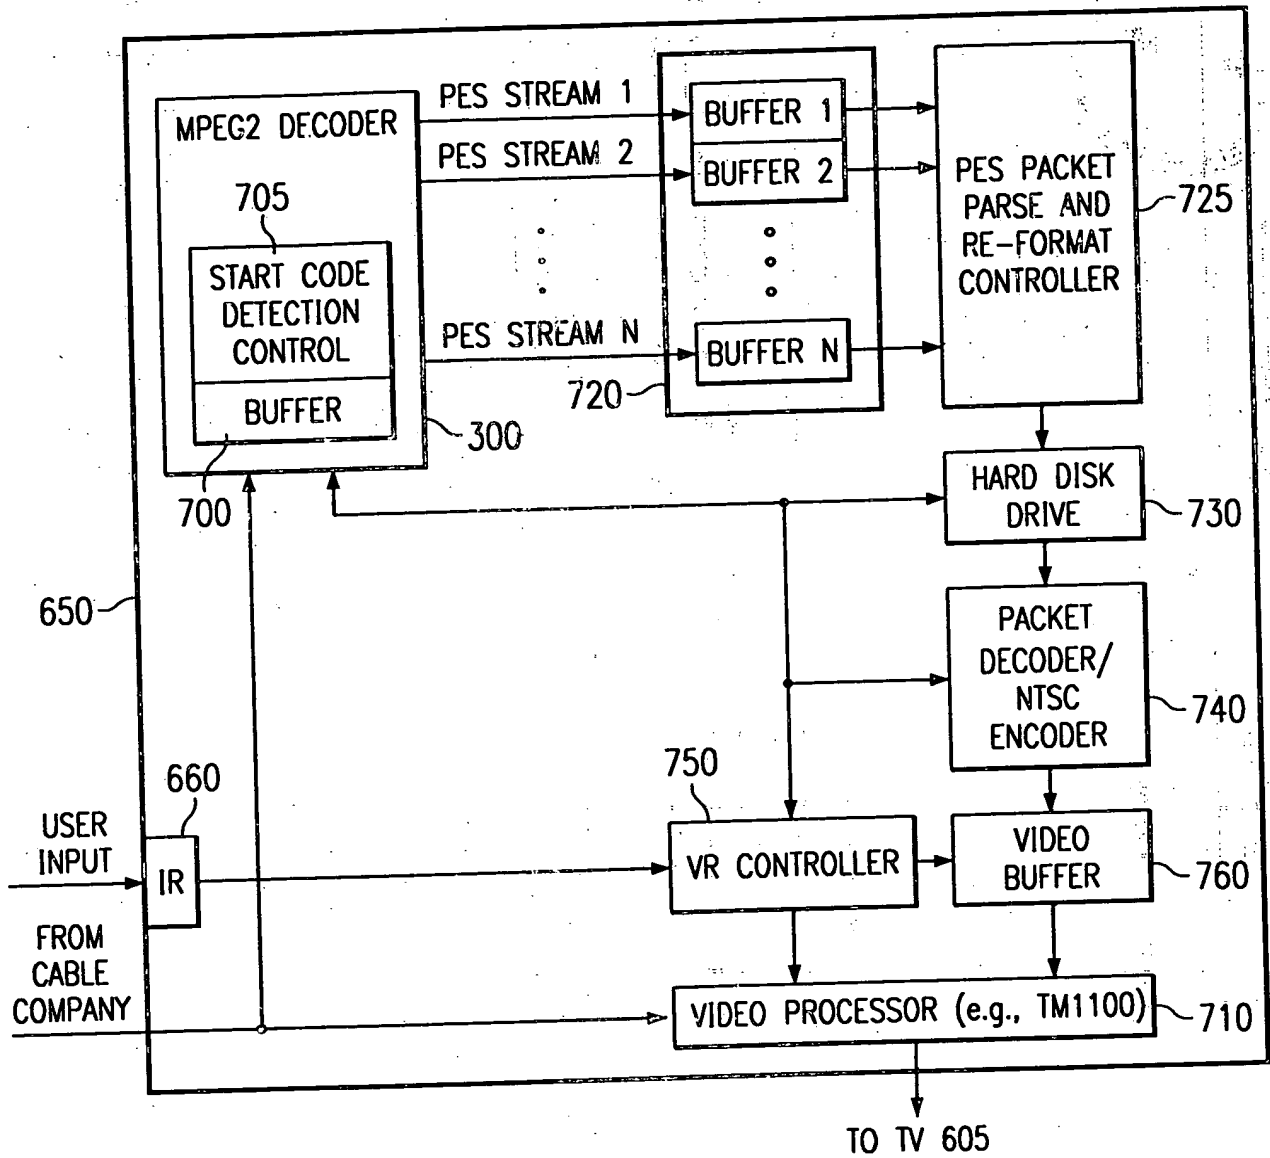 PES STREAM 1
MPEG2 DECODER
PES STREAM 2
705
START CODE
DETECTION
CONTROL
BUFFER
700
300
PES STREAM N
BUFFER 1
BUFFER 2
BUFFER N
720
PES PACKET
PARSE AND
RE-FORMAT
CONTROLLER
725
HARD DISK
DRIVE
730
PACKET
DECODER/
NTSC
ENCODER
740
650
660
750
USER
INPUT
IR
VR CONTROLLER
VIDEO
BUFFER
760
FROM
CABLE
COMPANY
VIDEO PROCESSOR (e.g., TM1100)
710
TO TV 605